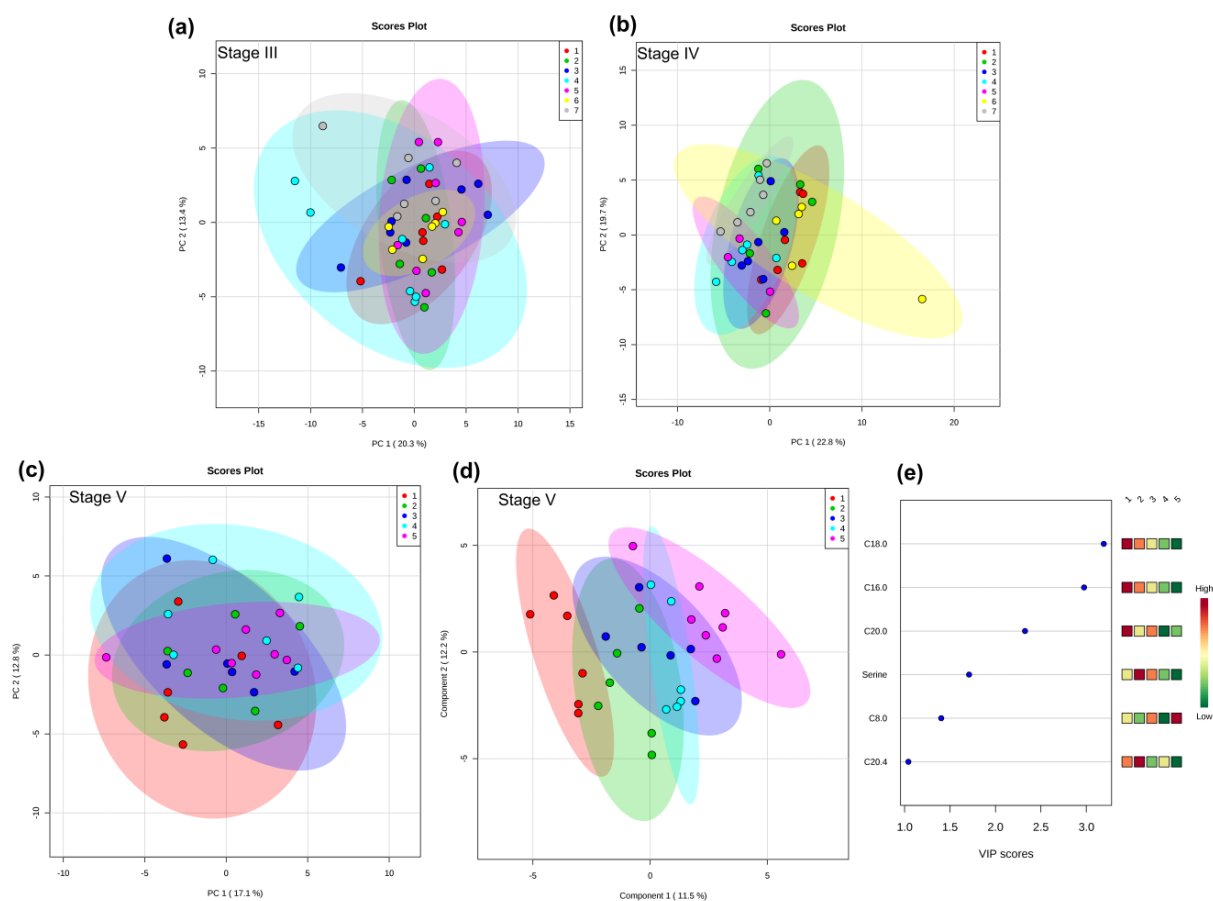 (a)
Scores Plot
Stage III
1
2
3
4
5
6
7
10
5
0
-5
-10
PC 2 ( 13.4 %)
-15
-10
-5
0
5
10
15
PC 1 ( 20.3 %)
(b)
Scores Plot
Stage IV
1
2
3
4
5
6
7
15
10
5
0
-5
-10
-15
PC 2 ( 19.7 %)
-10
0
10
20
PC 1 ( 22.8 %)
(c)
Scores Plot
Stage V
1
2
3
4
5
10
5
0
-5
-10
PC 2 ( 12.8 %)
-10
-5
0
5
10
PC 1 ( 17.1 %)
(d)
Scores Plot
Stage V
1
2
3
4
5
5
0
-5
Component 2 ( 12.2 %)
-5
0
5
Component 1 ( 11.5 %)
(e)
1 2 3 4 5
C18.0
C16.0
C20.0
Serine
C8.0
C20.4
High
Low
1.0 1.5 2.0 2.5 3.0
VIP scores